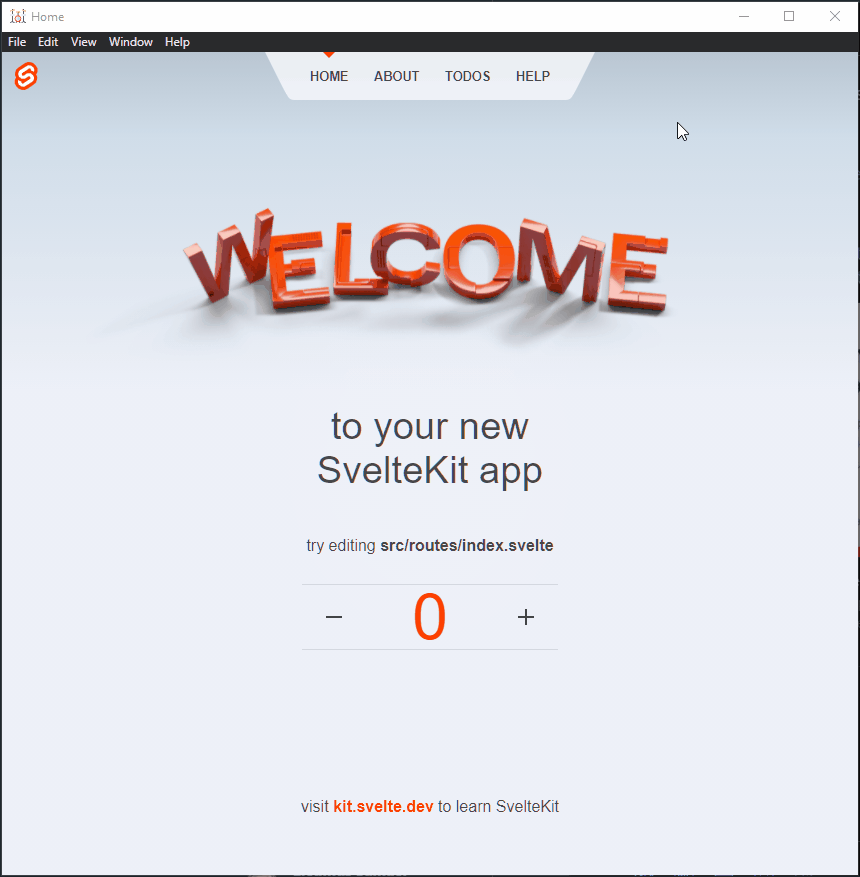 Home
File Edit View Window Help
HOME ABOUT TODOS HELP
WELCOME
to your new
SvelteKit app
try editing src/routes/index.svelte
− 0 +
visit kit.svelte.dev to learn SvelteKit